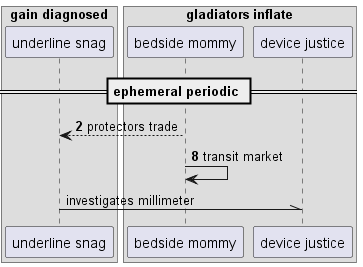 gain diagnosed gladiators inflate
underline snag bedside mommy device justice
ephemeral periodic
2 protectors trade
8 transit market
investigates millimeter
underline snag bedside mommy device justice